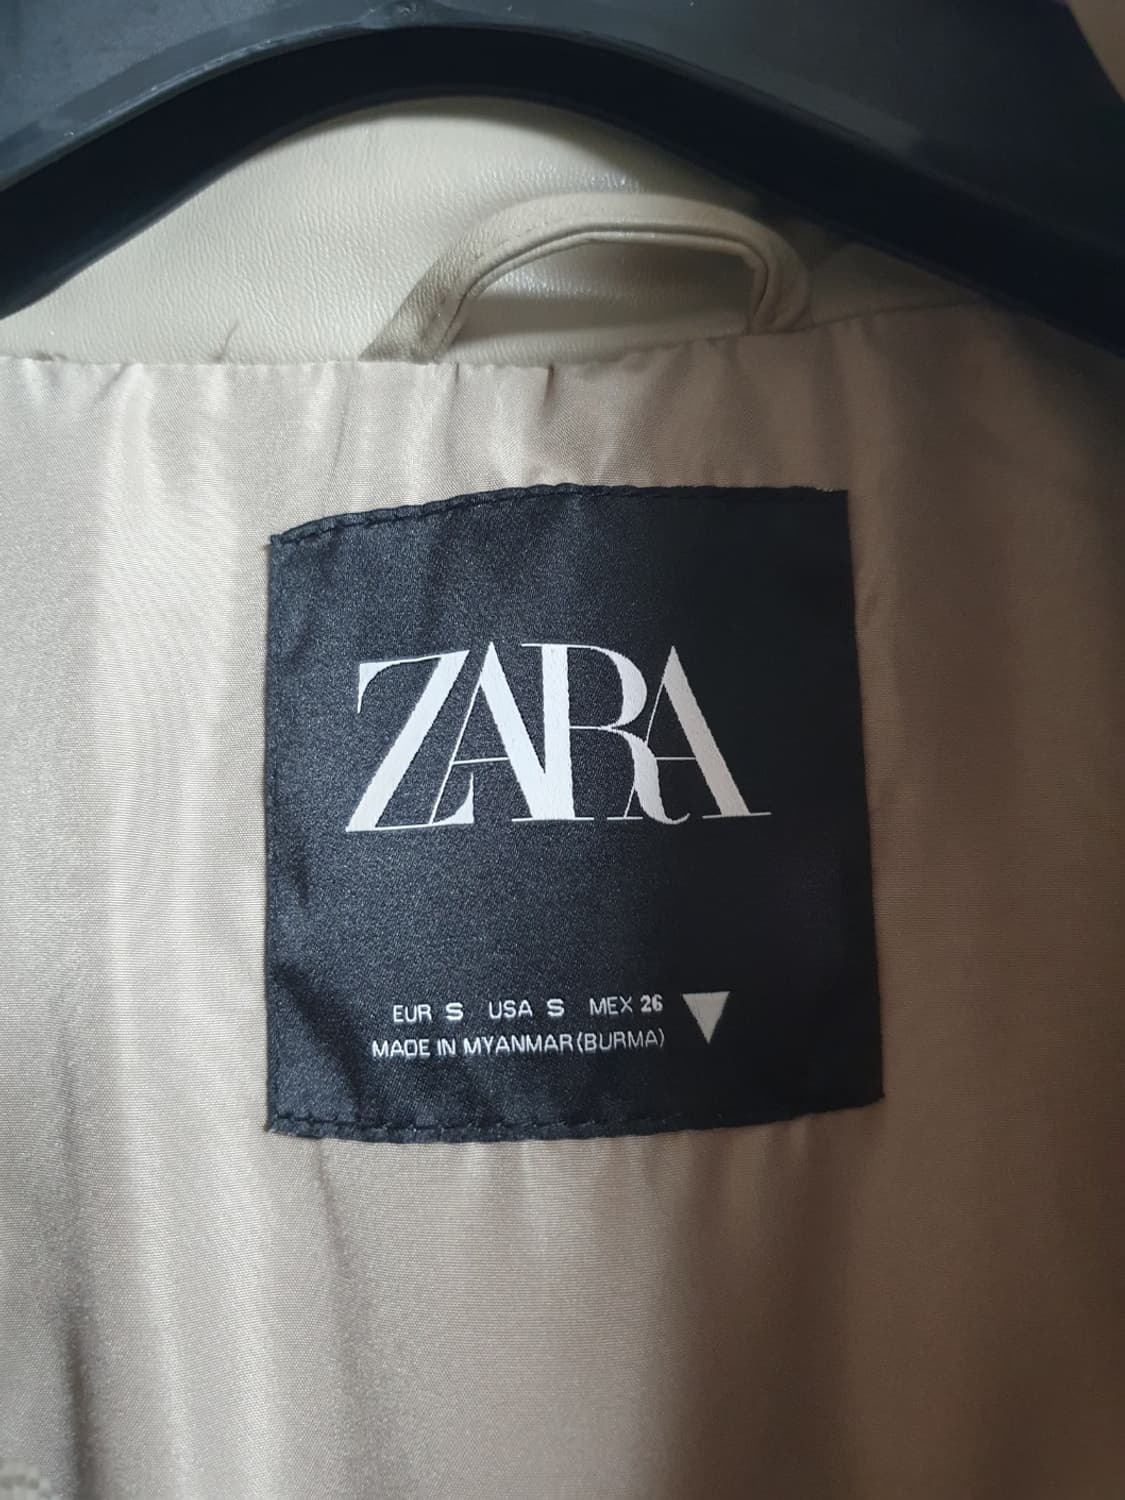 ZARA
EUR S USA S MEX 26
MADE IN MYANMAR (BURMA)